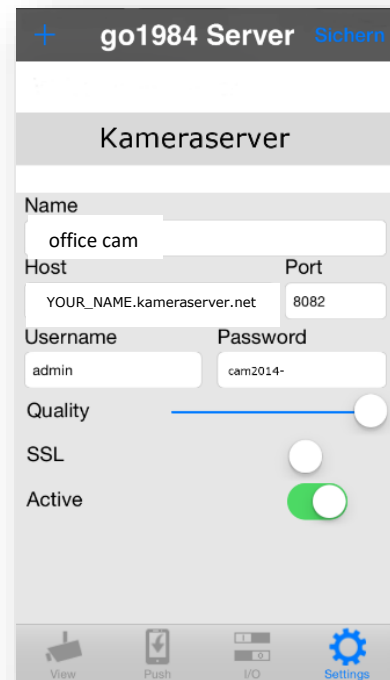 + go1984 Server Sichern
Kameraserver
Name
office cam
Host Port
YOUR_NAME.kameraserver.net 8082
Username Password
admin cam2014-
Quality
SSL
Active
View Push I/O Settings